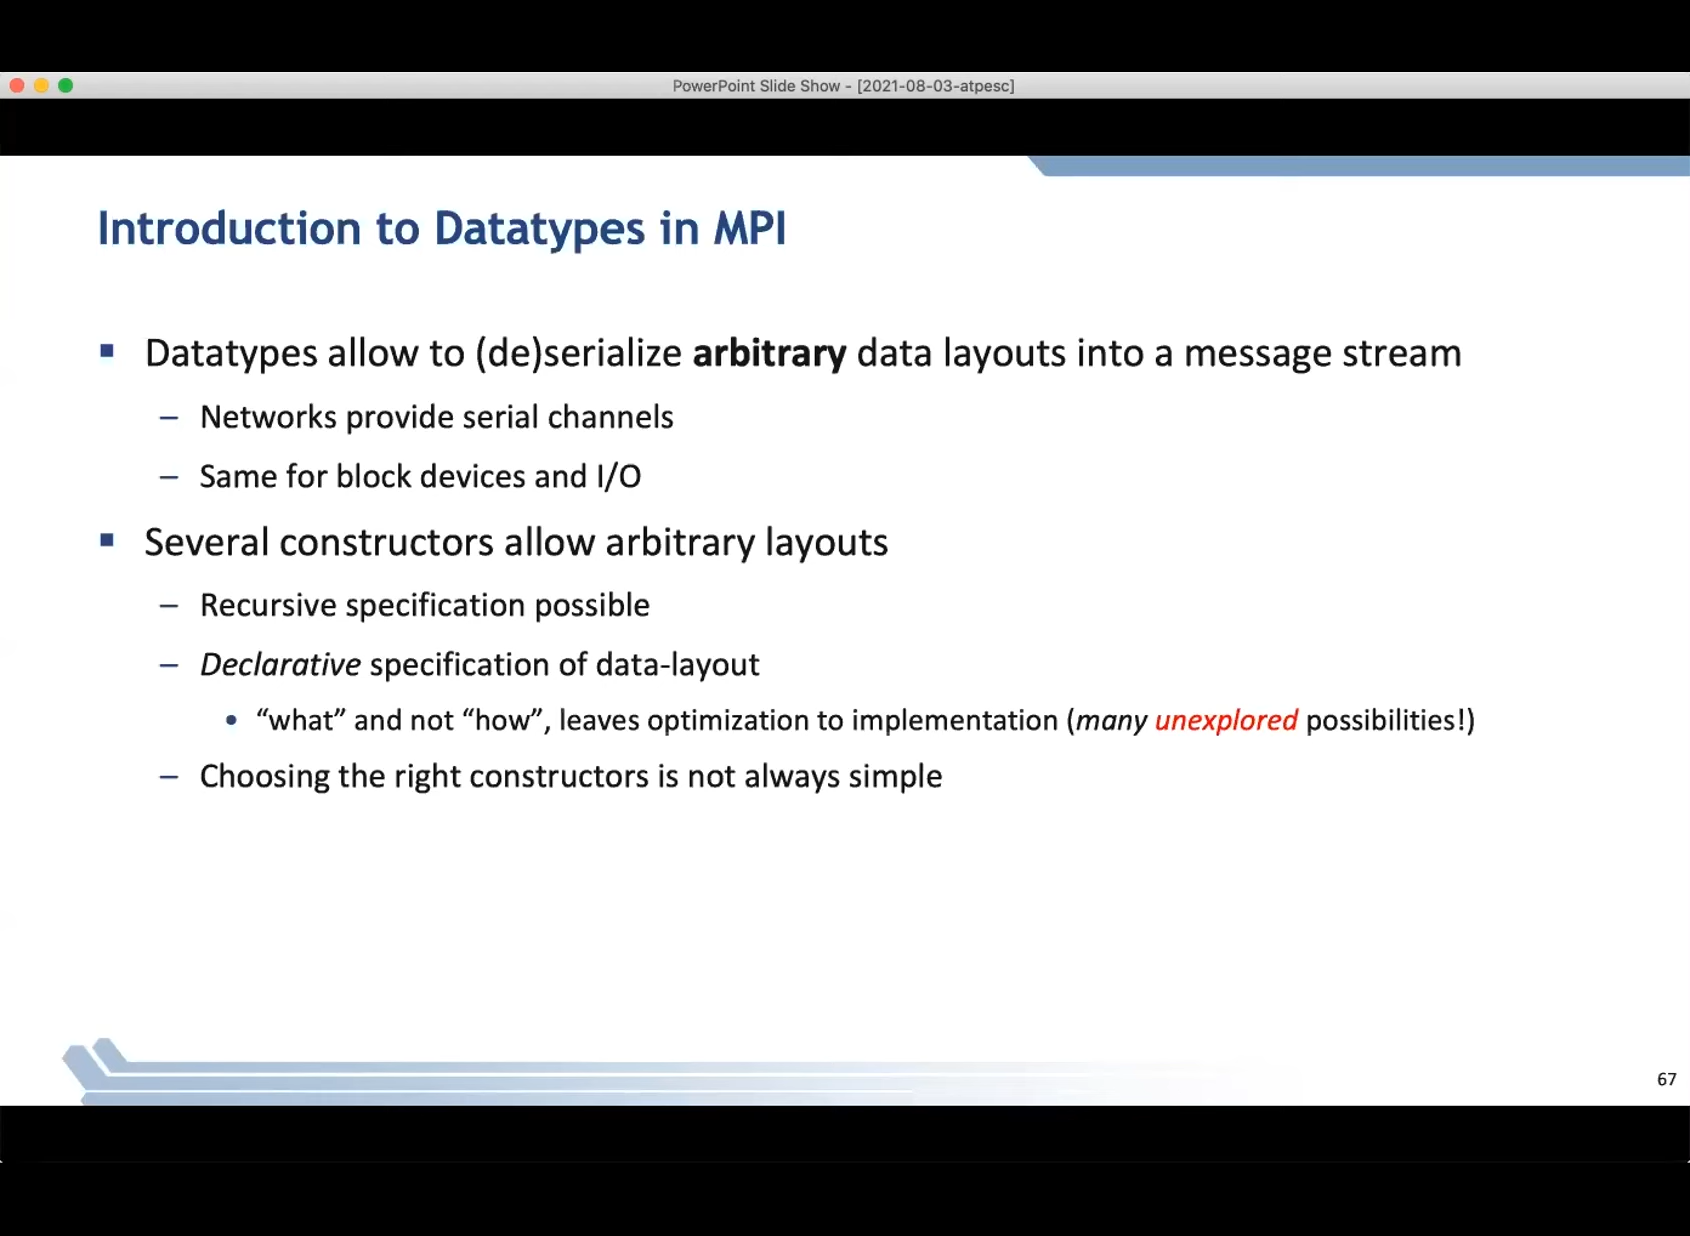 PowerPoint Slide Show - [2021-08-03-atpesc]
Introduction to Datatypes in MPI
▪ Datatypes allow to (de)serialize arbitrary data layouts into a message stream
– Networks provide serial channels
– Same for block devices and I/O
▪ Several constructors allow arbitrary layouts
– Recursive specification possible
– Declarative specification of data-layout
• “what” and not “how”, leaves optimization to implementation (many unexplored possibilities!)
– Choosing the right constructors is not always simple
67